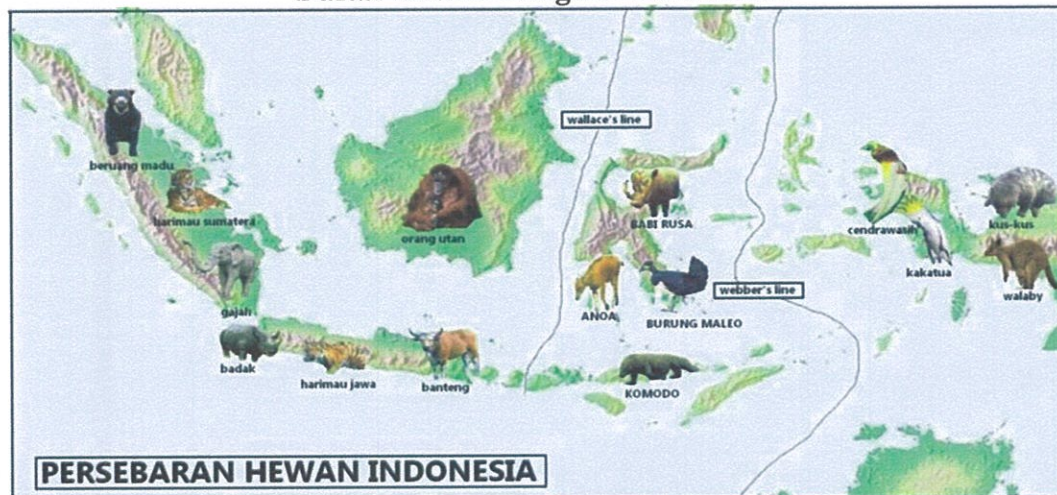 wallace's line
beruang madu
harimau sumatera
orang utan
BABI RUSA
cendrawasih
kus-kus
kakatua
gajah
webber's line
walaby
ANOA
BURUNG MALEO
badak
harimau jawa
banteng
KOMODO
PERSEBARAN HEWAN INDONESIA